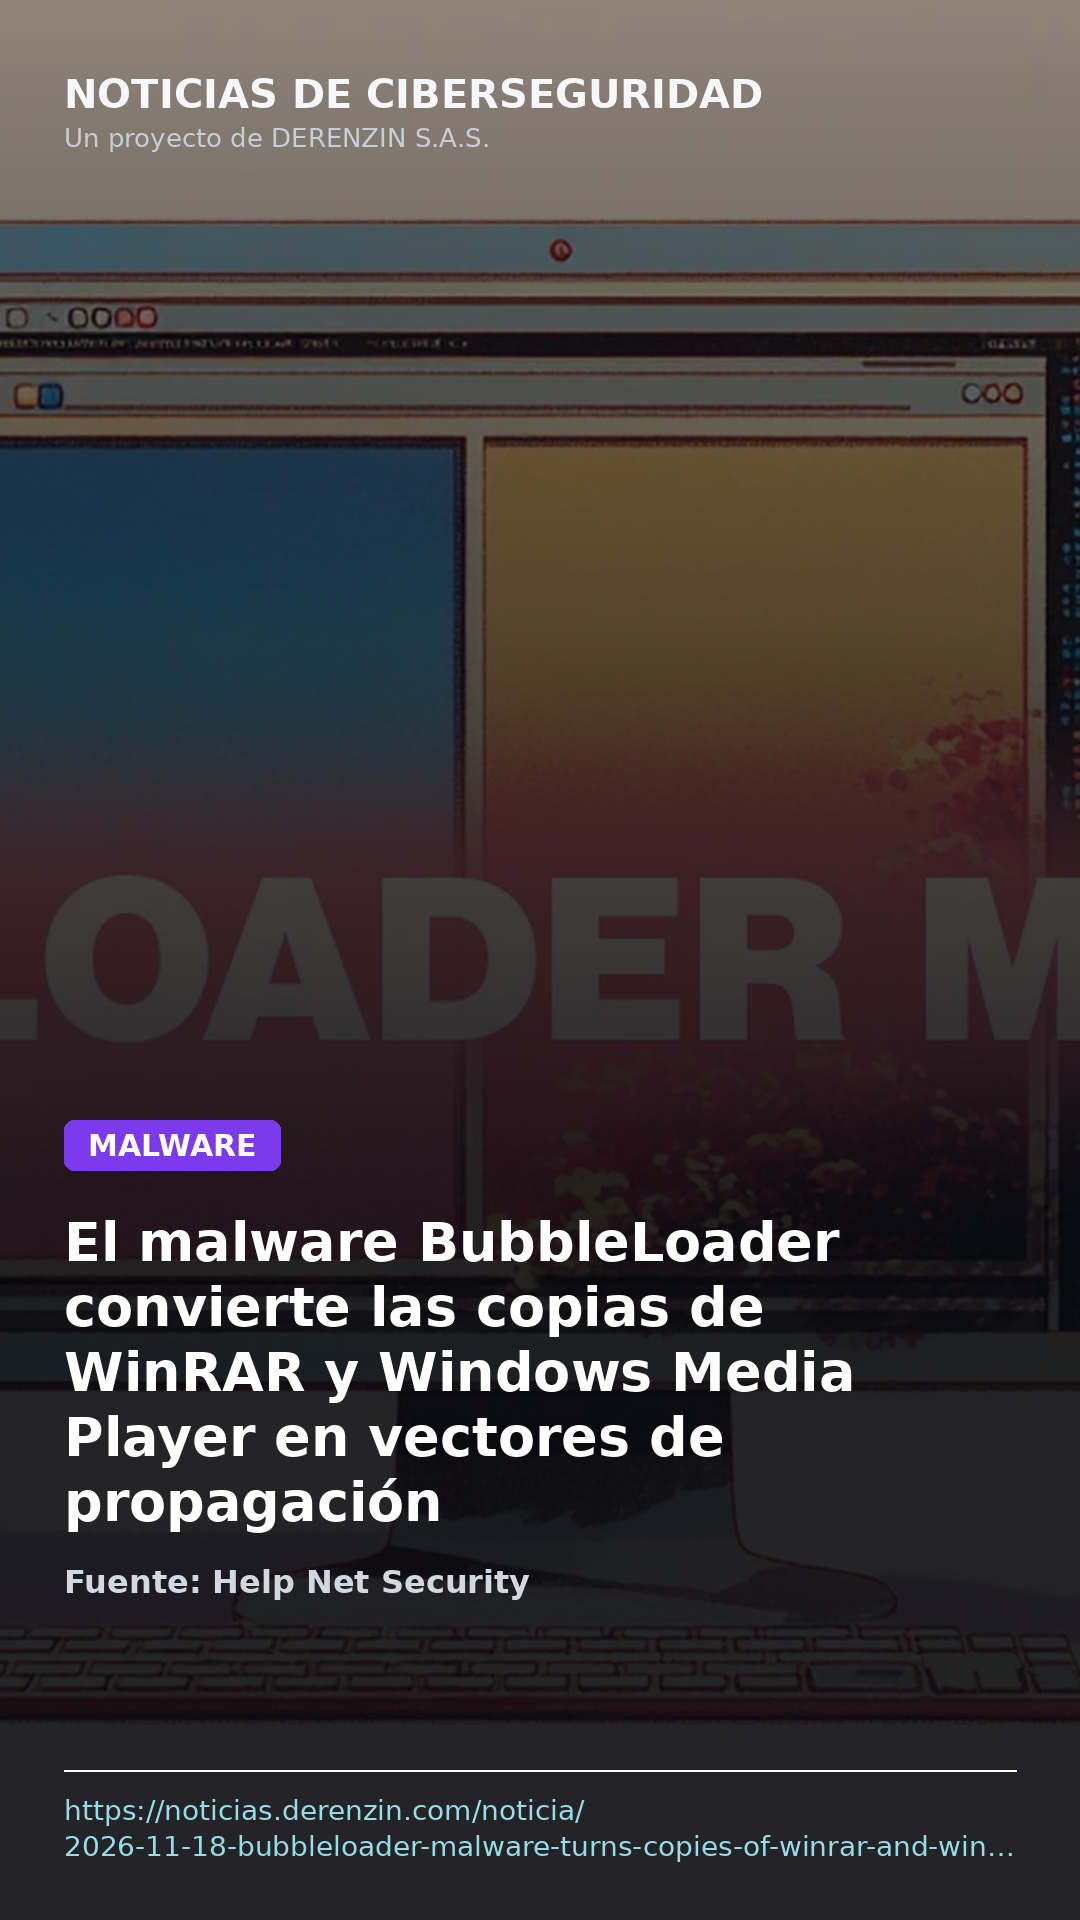 NOTICIAS DE CIBERSEGURIDAD
Un proyecto de DERENZIN S.A.S.
LOADER M
MALWARE
El malware BubbleLoader
convierte las copias de
WinRAR y Windows Media
Player en vectores de
propagación
Fuente: Help Net Security
https://noticias.derenzin.com/noticia/
2026-11-18-bubbleloader-malware-turns-copies-of-winrar-and-win...